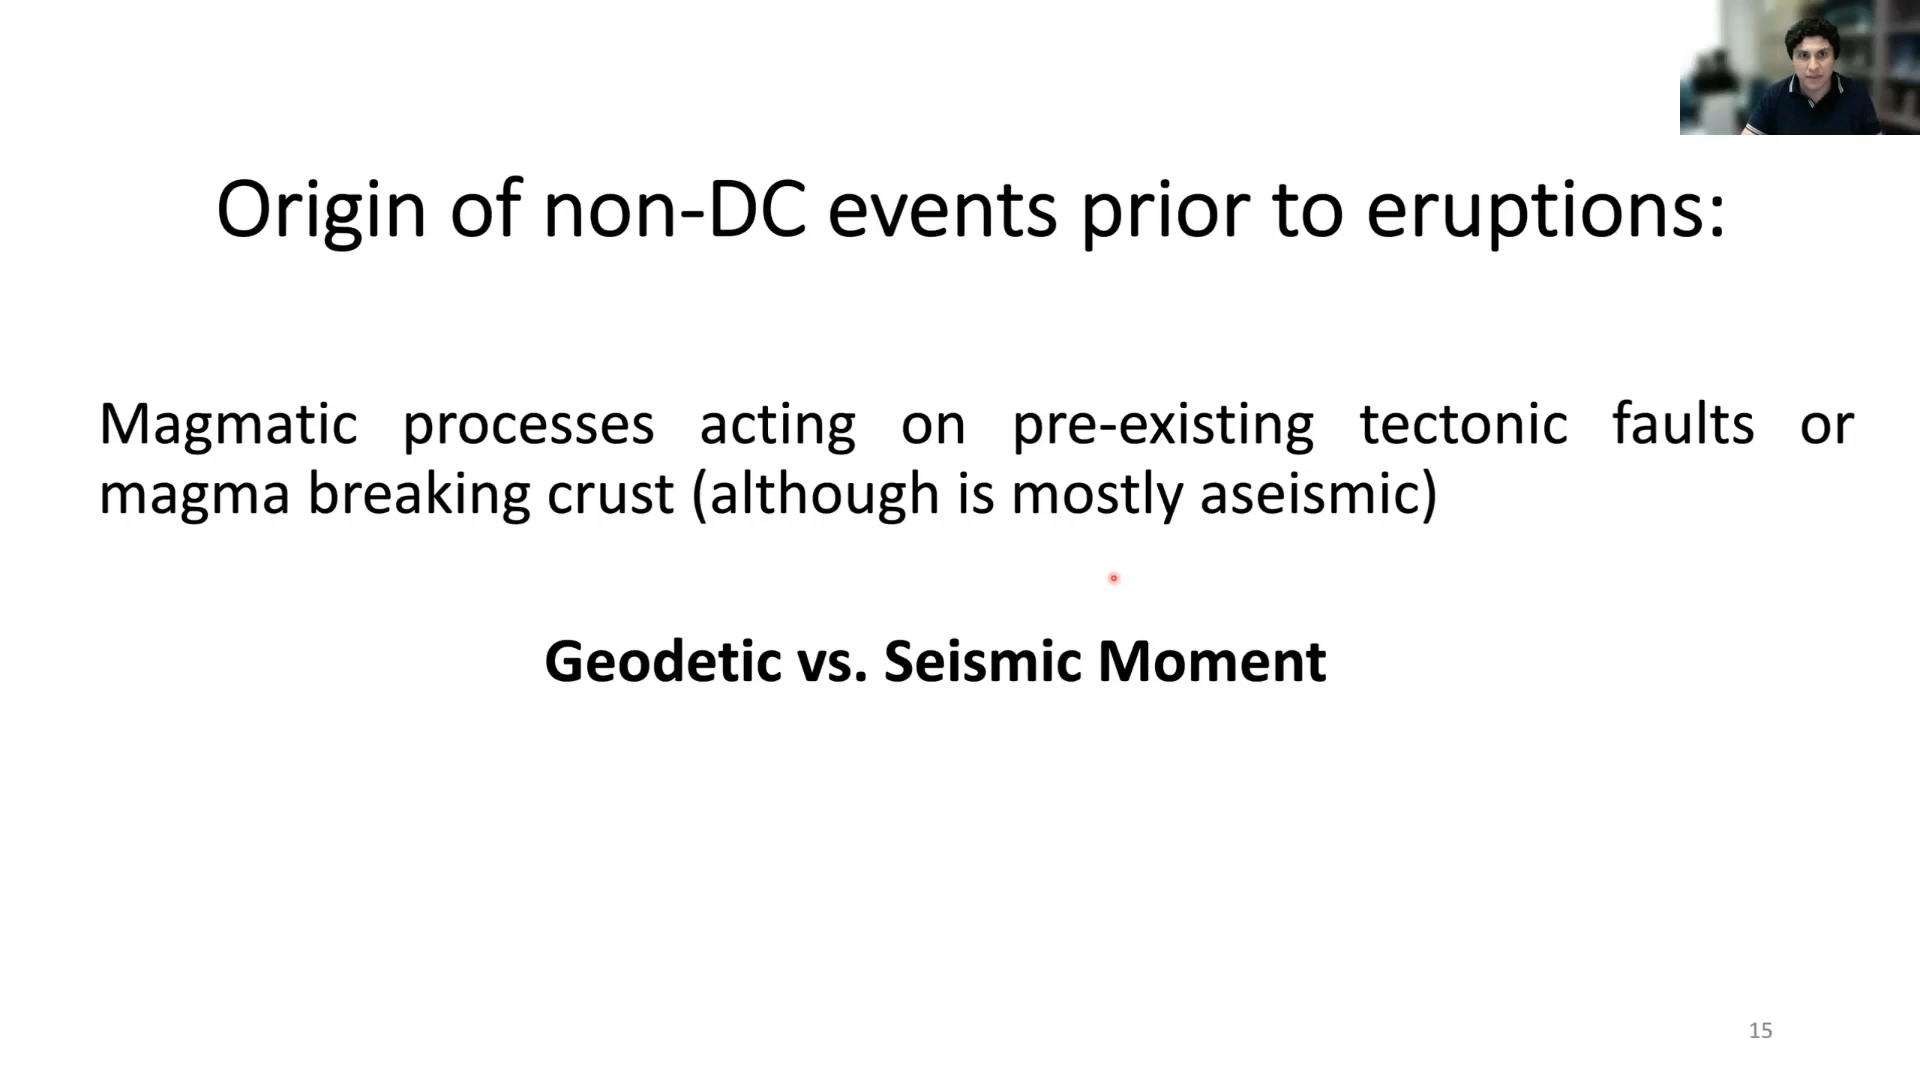 Origin of non-DC events prior to eruptions:
Magmatic processes acting on pre-existing tectonic faults or
magma breaking crust (although is mostly aseismic)
Geodetic vs. Seismic Moment
15